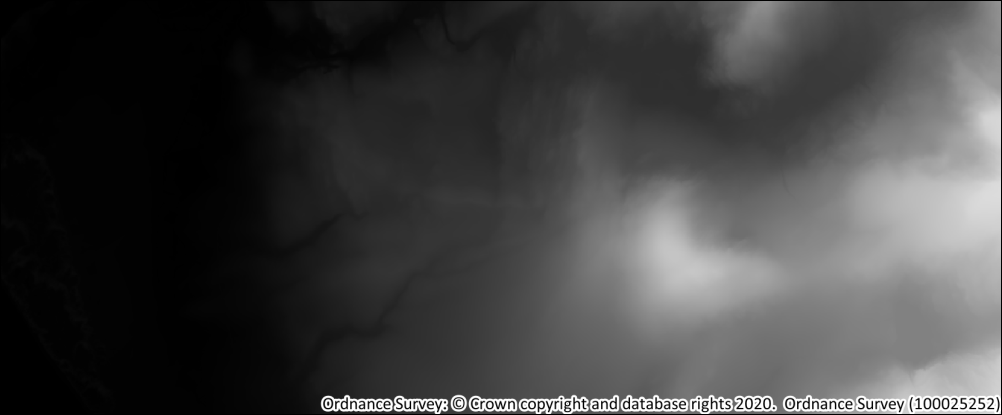 Ordnance Survey: © Crown copyright and database rights 2020.  Ordnance Survey (100025252)